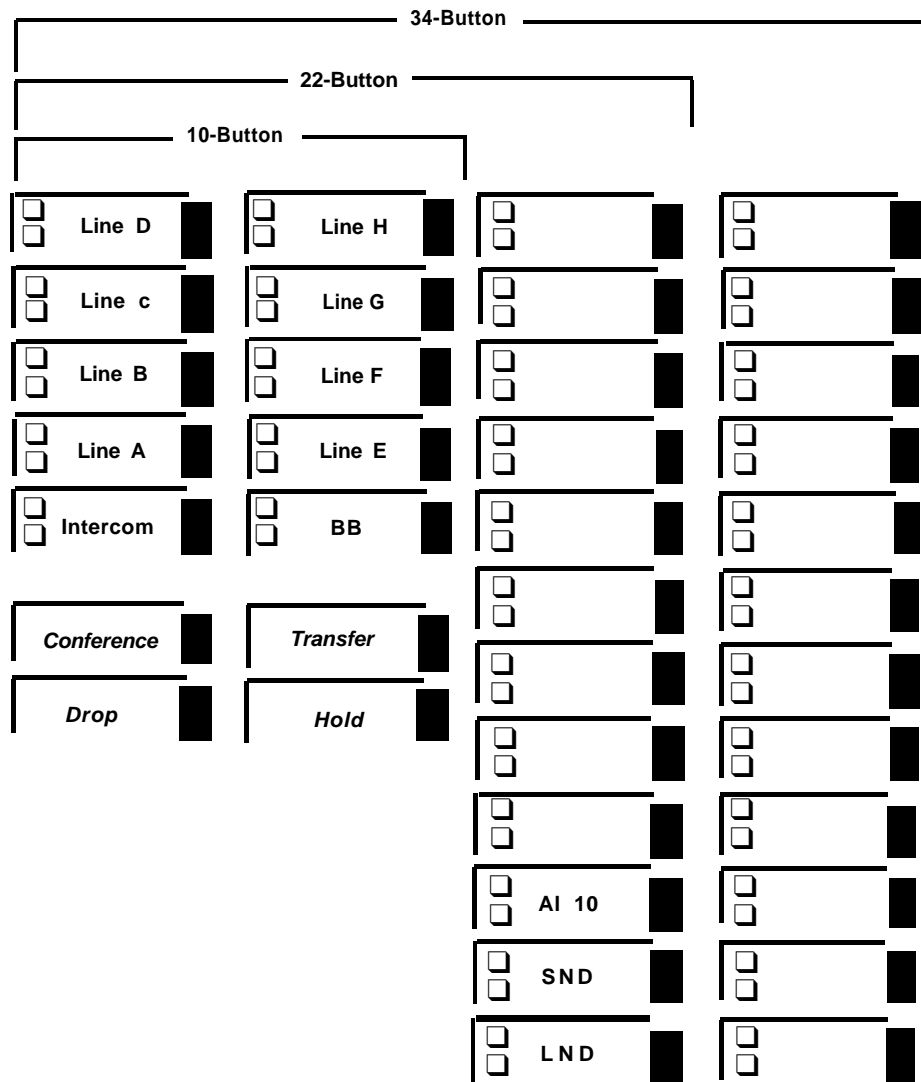 34-Button
22-Button
10-Button
Line D
Line H
Line c
Line G
Line B
Line F
Line A
Line E
Intercom
BB
Conference
Transfer
Drop
Hold
AI 10
SND
LND